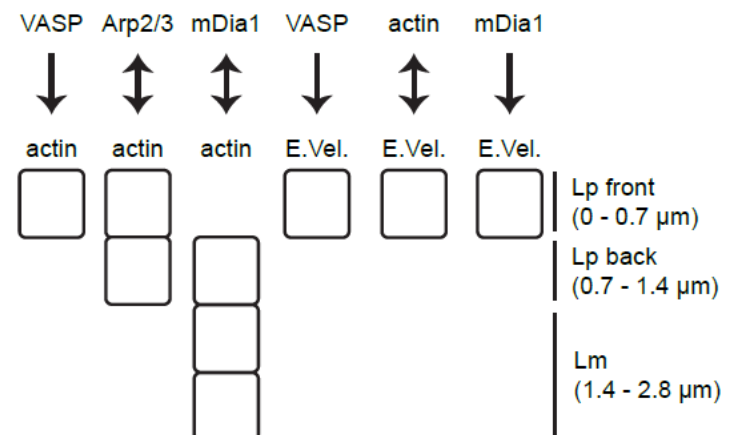 VASP Arp2/3 mDia1 VASP actin mDia1
actin actin actin E.Vel. E.Vel. E.Vel.
Lp front
(0 - 0.7 μm)
Lp back
(0.7 - 1.4 μm)
Lm
(1.4 - 2.8 μm)